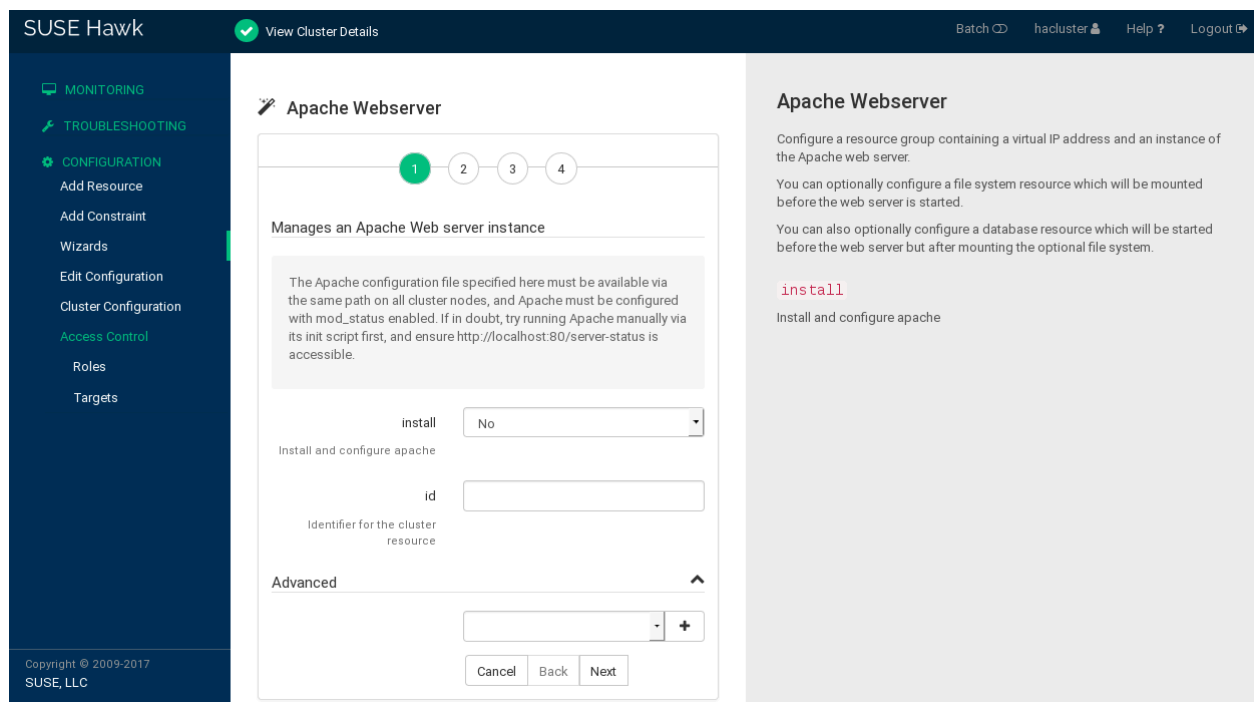 SUSE Hawk
View Cluster Details
Batch
hacluster
Help ?
Logout
MONITORING
TROUBLESHOOTING
CONFIGURATION
Add Resource
Add Constraint
Wizards
Edit Configuration
Cluster Configuration
Access Control
Roles
Targets
Copyright © 2009-2017
SUSE, LLC
Apache Webserver
1
2
3
4
Manages an Apache Web server instance
The Apache configuration file specified here must be available via
the same path on all cluster nodes, and Apache must be configured
with mod_status enabled. If in doubt, try running Apache manually via
its init script first, and ensure http://localhost:80/server-status is
accessible.
install
No
Install and configure apache
id
Identifier for the cluster
resource
Advanced
Cancel
Back
Next
Apache Webserver
Configure a resource group containing a virtual IP address and an instance of
the Apache web server.
You can optionally configure a file system resource which will be mounted
before the web server is started.
You can also optionally configure a database resource which will be started
before the web server but after mounting the optional file system.
install
Install and configure apache